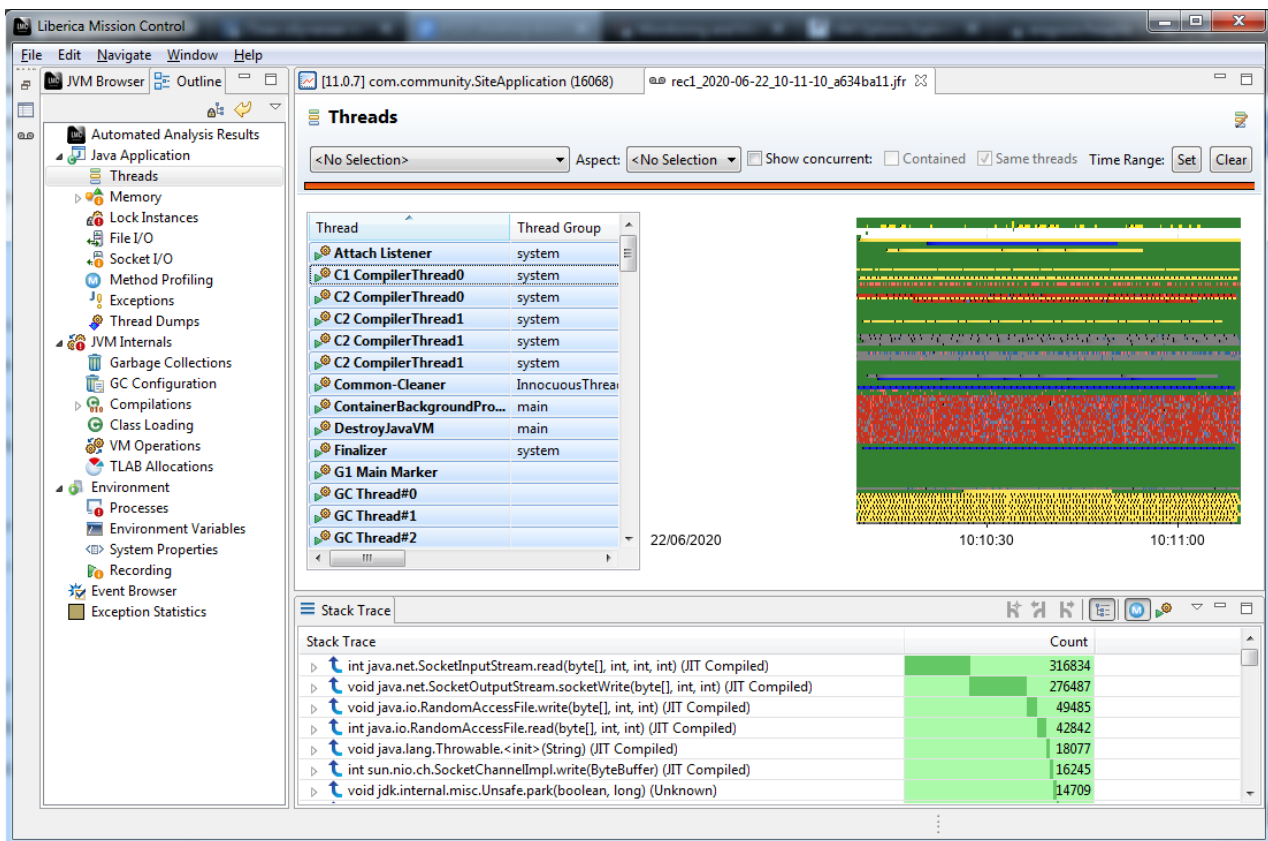 Liberica Mission Control
File Edit Navigate Window Help
JVM Browser Outline
Automated Analysis Results
Java Application
Threads
Memory
Lock Instances
File I/O
Socket I/O
Method Profiling
Exceptions
Thread Dumps
JVM Internals
Garbage Collections
GC Configuration
Compilations
Class Loading
VM Operations
TLAB Allocations
Environment
Processes
Environment Variables
System Properties
Recording
Event Browser
Exception Statistics
[11.0.7] com.community.SiteApplication (16068) rec1_2020-06-22_10-11-10_a634ba11.jfr
Threads
<No Selection> Aspect: <No Selection Show concurrent: Contained Same threads Time Range: Set Clear
Thread Thread Group
Attach Listener system
C1 CompilerThread0 system
C2 CompilerThread0 system
C2 CompilerThread1 system
C2 CompilerThread1 system
C2 CompilerThread1 system
Common-Cleaner InnocuousThrea
ContainerBackgroundPro... main
DestroyJavaVM main
Finalizer system
G1 Main Marker
GC Thread#0
GC Thread#1
GC Thread#2
22/06/2020 10:10:30 10:11:00
Stack Trace
Stack Trace Count
int java.net.SocketInputStream.read(byte[], int, int, int) (JIT Compiled) 316834
void java.net.SocketOutputStream.socketWrite(byte[], int, int) (JIT Compiled) 276487
void java.io.RandomAccessFile.write(byte[], int, int) (JIT Compiled) 49485
int java.io.RandomAccessFile.read(byte[], int, int) (JIT Compiled) 42842
void java.lang.Throwable.<init>(String) (JIT Compiled) 18077
int sun.nio.ch.SocketChannelImpl.write(ByteBuffer) (JIT Compiled) 16245
void jdk.internal.misc.Unsafe.park(boolean, long) (Unknown) 14709